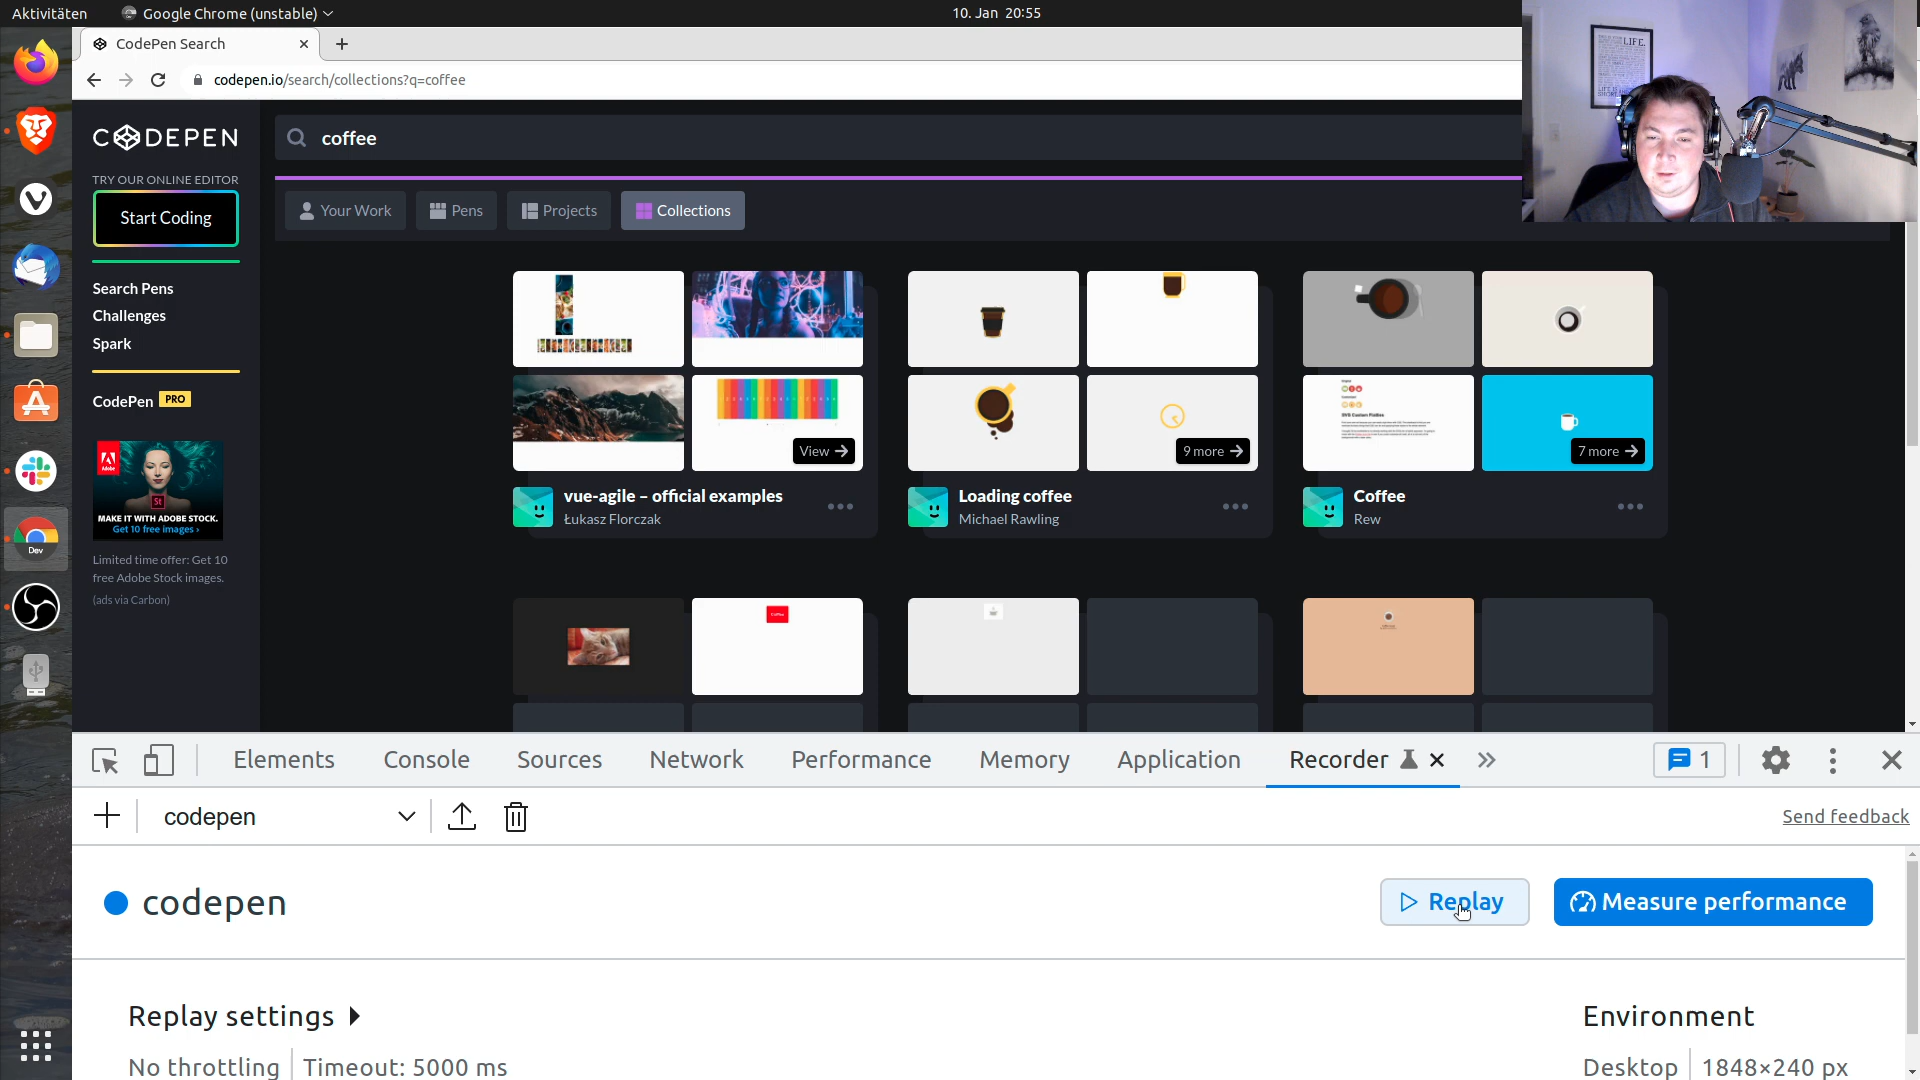 Aktivitäten
Google Chrome (unstable)
10. Jan 20:55
CodePen Search
codepen.io/search/collections?q=coffee
LIFE.
CODEPEN
coffee
TRY OUR ONLINE EDITOR
Start Coding
Your Work
Pens
Projects
Collections
Search Pens
Challenges
Spark
CodePen PRO
View →
9 more →
7 more →
vue-agile – official examples
Łukasz Florczak
Loading coffee
Michael Rawling
Coffee
Rew
Adobe
St
MAKE IT WITH ADOBE STOCK.
Get 10 free images ›
Limited time offer: Get 10
free Adobe Stock images.
(ads via Carbon)
Dev
Elements
Console
Sources
Network
Performance
Memory
Application
Recorder
1
codepen
Send feedback
codepen
Replay
Measure performance
Replay settings
Environment
No throttling
Timeout: 5000 ms
Desktop
1848×240 px